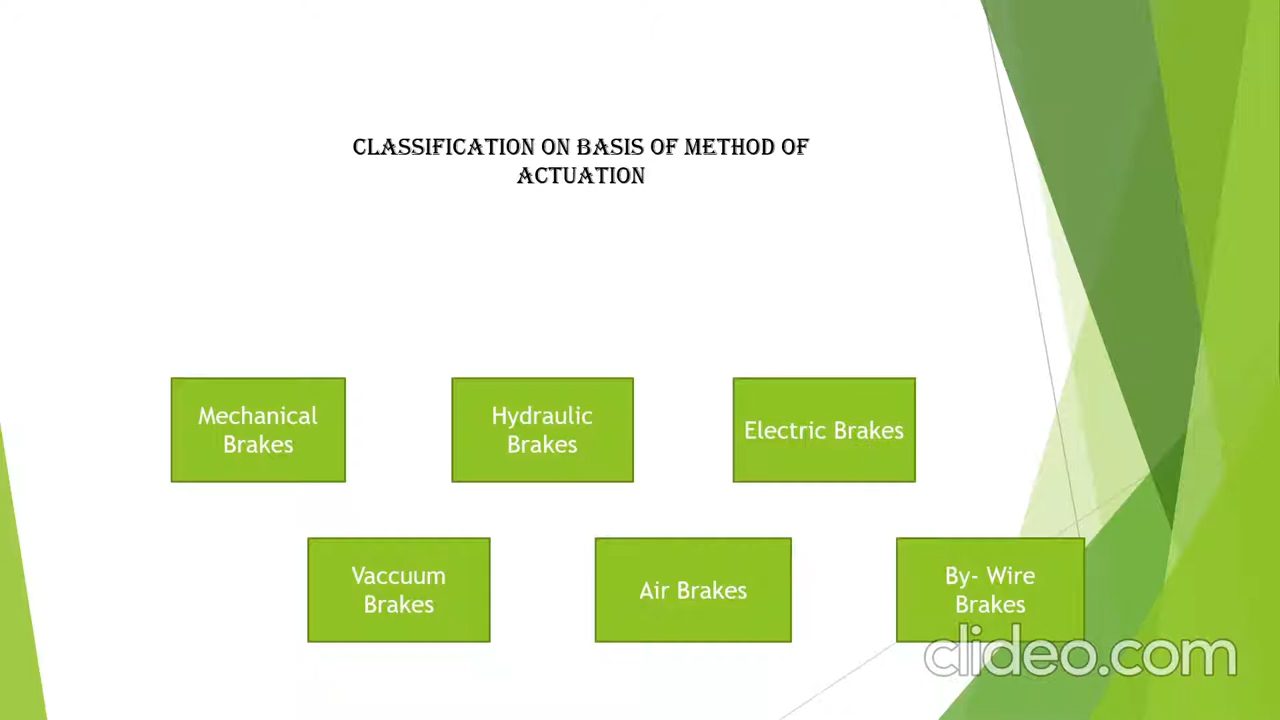 CLASSIFICATION ON BASIS OF METHOD OF
ACTUATION
Mechanical
Brakes
Hydraulic
Brakes
Electric Brakes
Vaccuum
Brakes
Air Brakes
By- Wire
Brakes
clideo.com